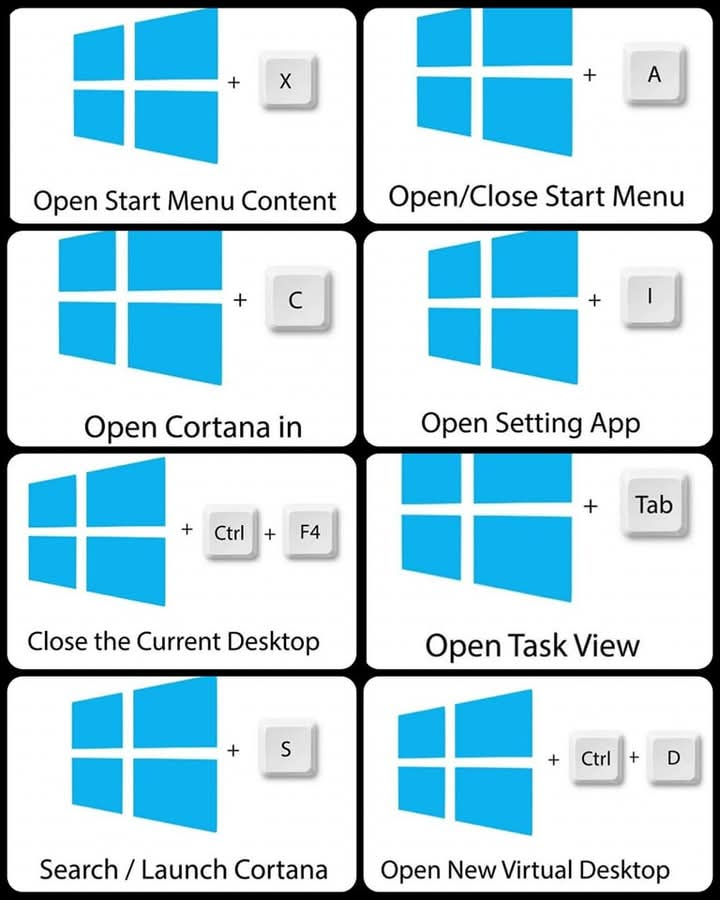 + X
Open Start Menu Content
+ A
Open/Close Start Menu
+ C
Open Cortana in
+ I
Open Setting App
+ Ctrl + F4
Close the Current Desktop
+ Tab
Open Task View
+ S
Search / Launch Cortana
+ Ctrl + D
Open New Virtual Desktop